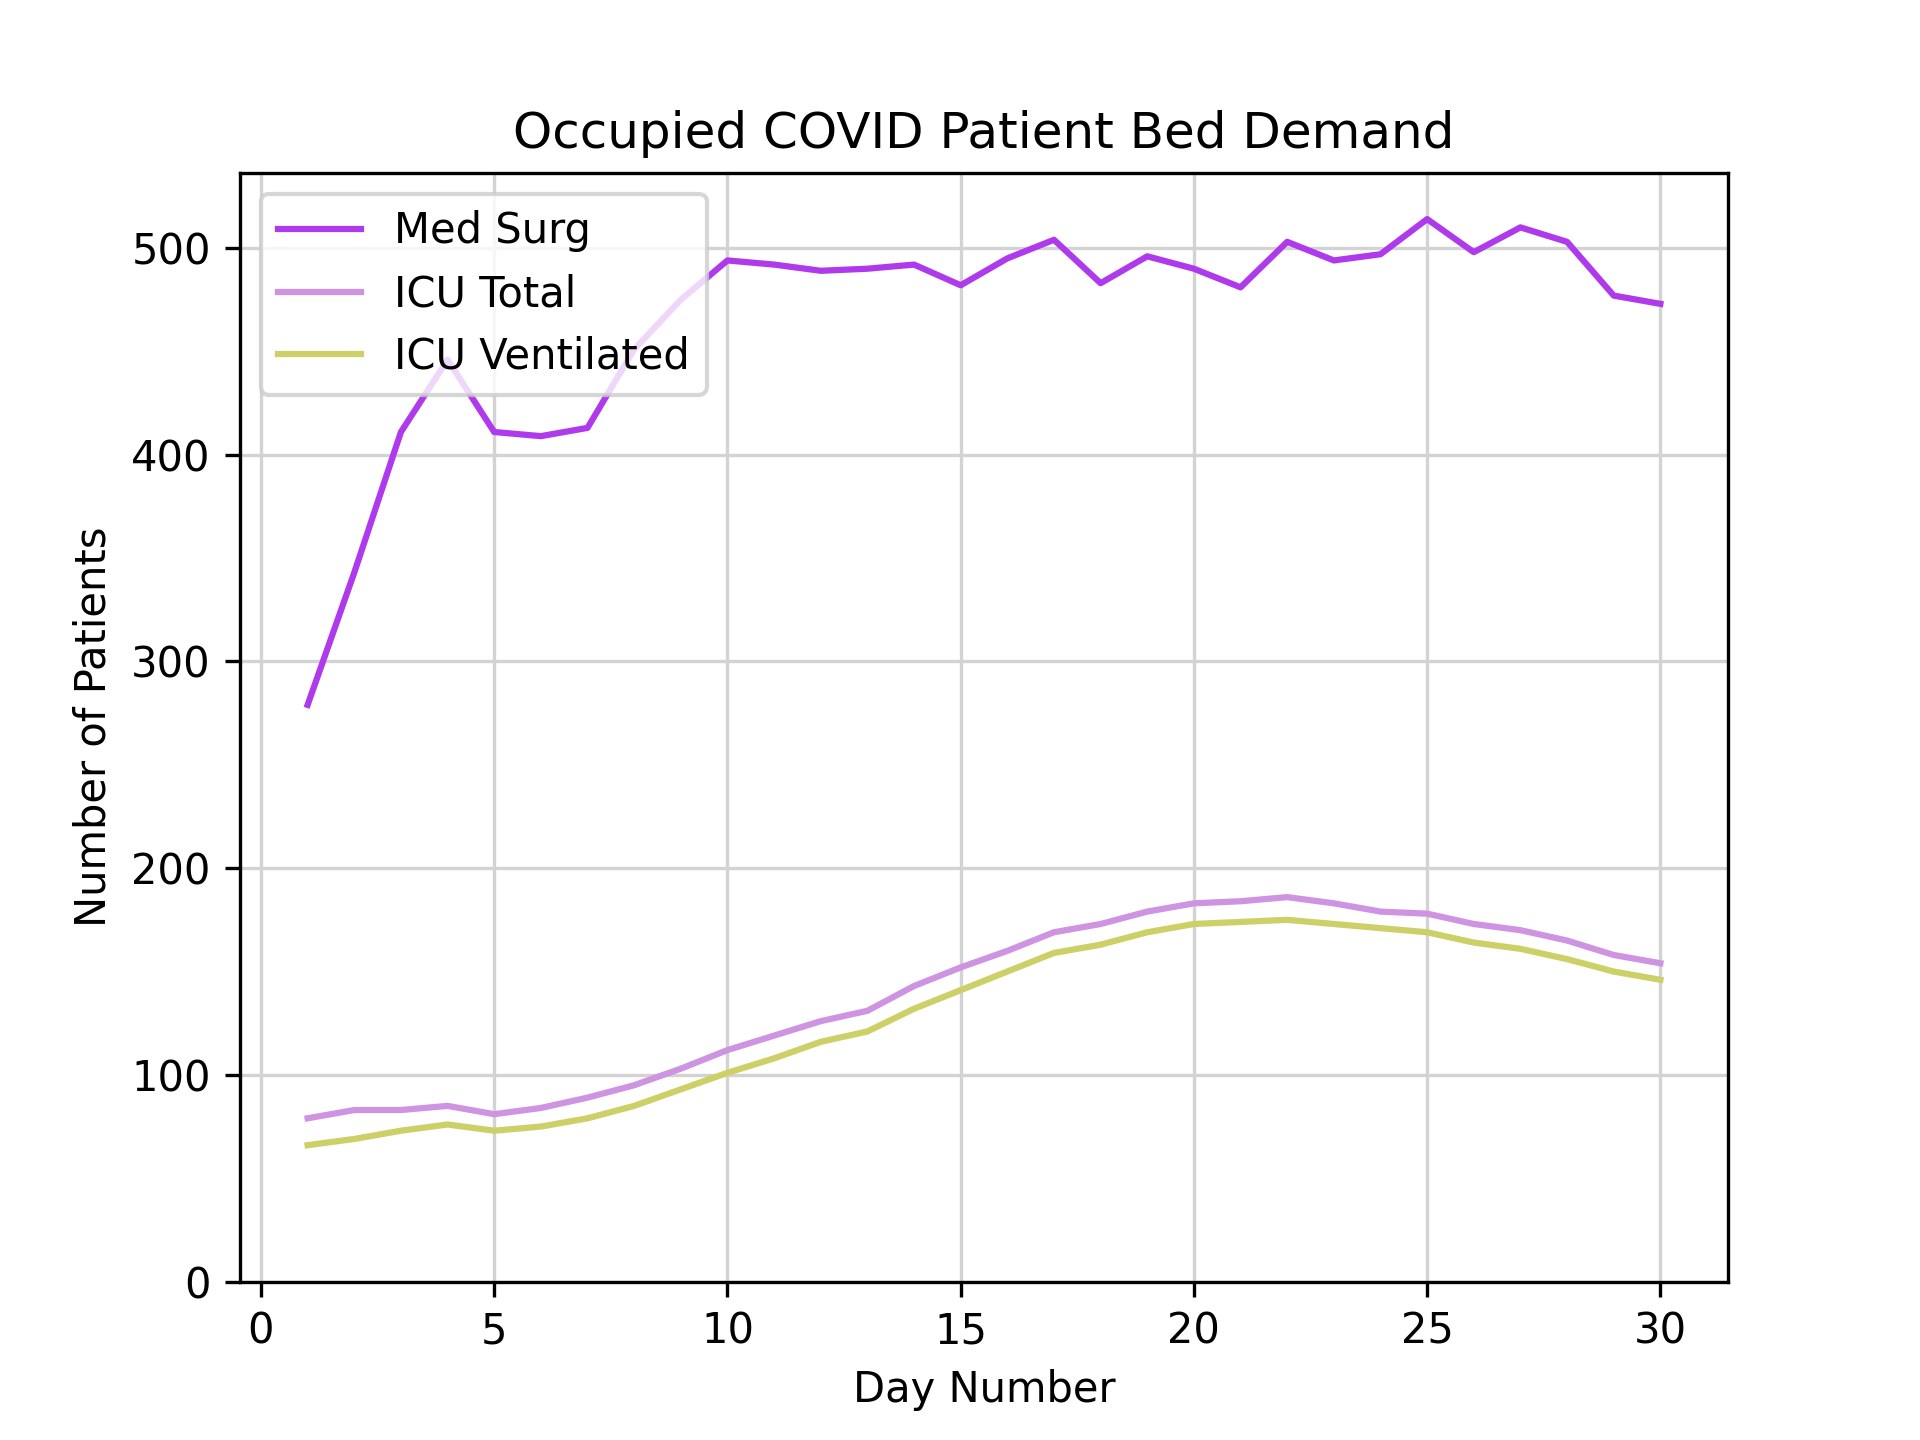 Occupied COVID Patient Bed Demand
Med Surg
ICU Total
ICU Ventilated
Number of Patients
500
400
300
200
100
0
0 5 10 15 20 25 30
Day Number